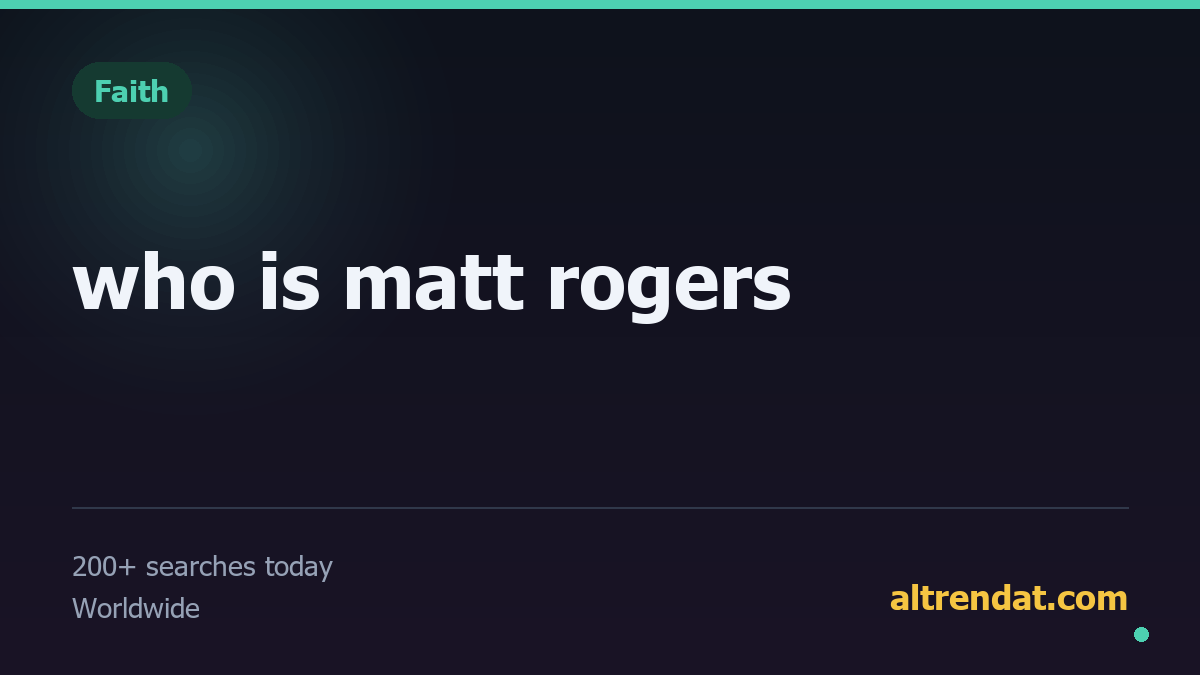 Faith
who is matt rogers
200+ searches today
Worldwide
altrendat.com